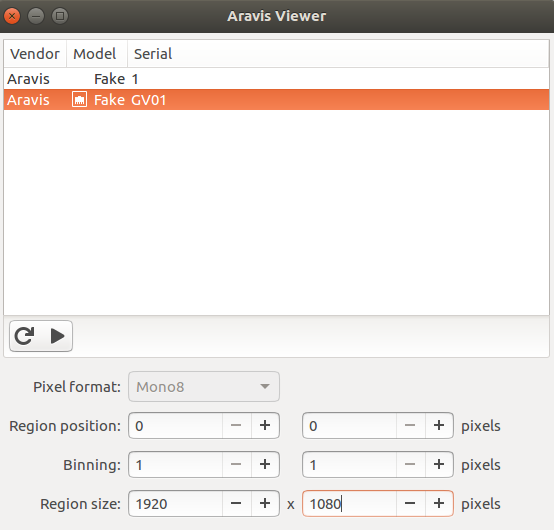 Aravis Viewer
Vendor Model Serial
Aravis Fake 1
Aravis Fake GV01
Pixel format: Mono8
Region position: 0 − + 0 − + pixels
Binning: 1 − + 1 − + pixels
Region size: 1920 − + x 1080 − + pixels